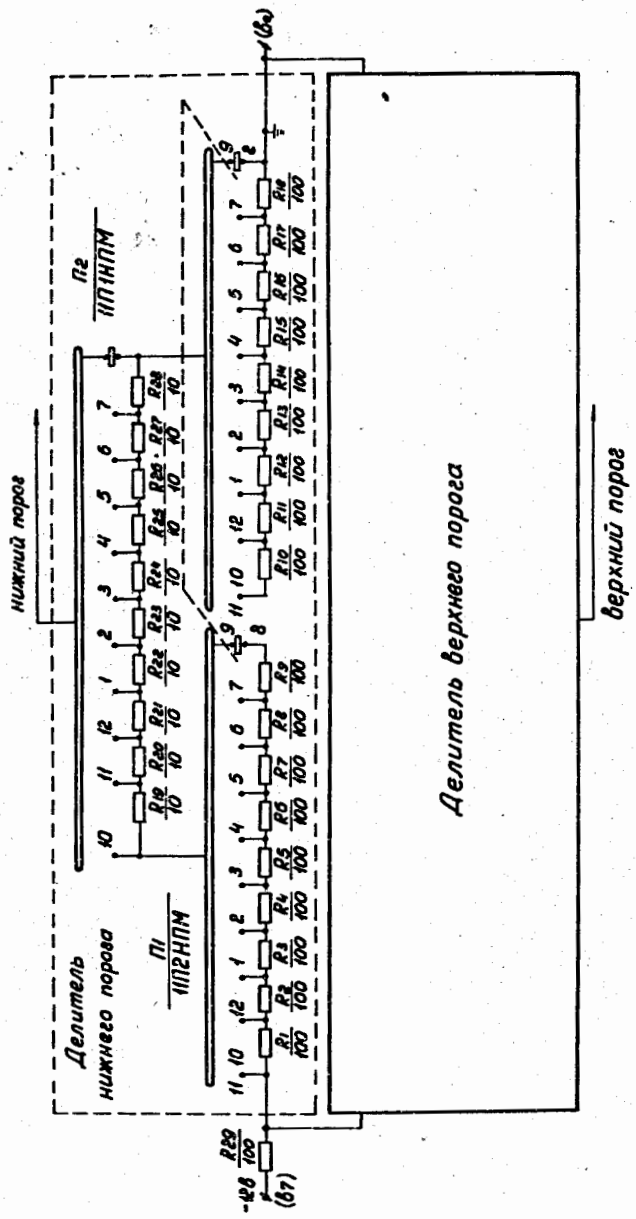 нижний порог
Делитель
нижнего порога
П2
11П1НПМ
10 11 12 1 2 3 4 5 6 7
R19 R20 R21 R22 R23 R24 R25 R26 R27 R28
10 10 10 10 10 10 10 10 10 10
П1
11П2НПМ
9
8
9
8
R29
100
-12в
(в7)
11 10 12 1 2 3 4 5 6 7
R1 R2 R3 R4 R5 R6 R7 R8 R9
100 100 100 100 100 100 100 100 100
11 10 12 1 2 3 4 5 6 7
R10 R11 R12 R13 R14 R15 R16 R17 R18
100 100 100 100 100 100 100 100 100
Делитель верхнего порога
верхний порог